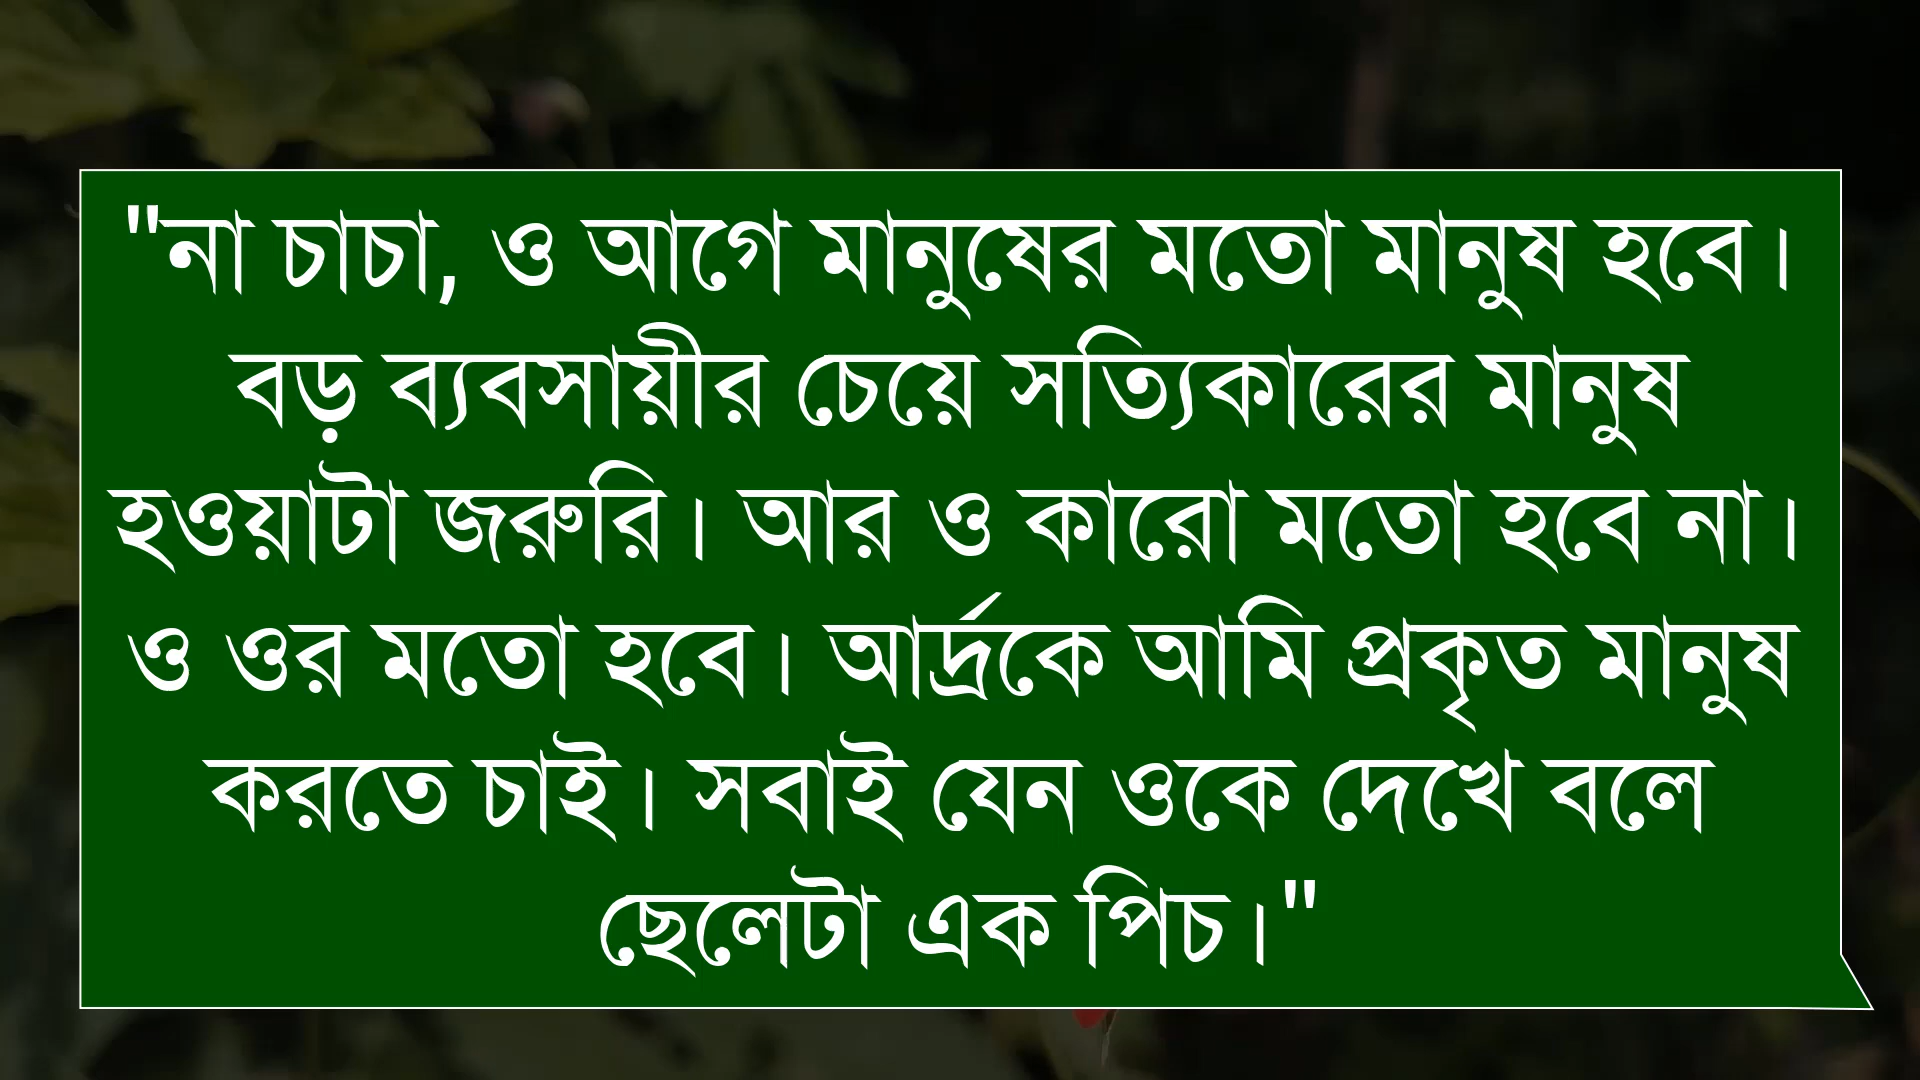 "না চাচা, ও আগে মানুষের মতো মানুষ হবে।
বড় ব্যবসায়ীর চেয়ে সত্যিকারের মানুষ
হওয়াটা জরুরি। আর ও কারো মতো হবে না।
ও ওর মতো হবে। আর্দ্রকে আমি প্রকৃত মানুষ
করতে চাই। সবাই যেন ওকে দেখে বলে
ছেলেটা এক পিচ।"